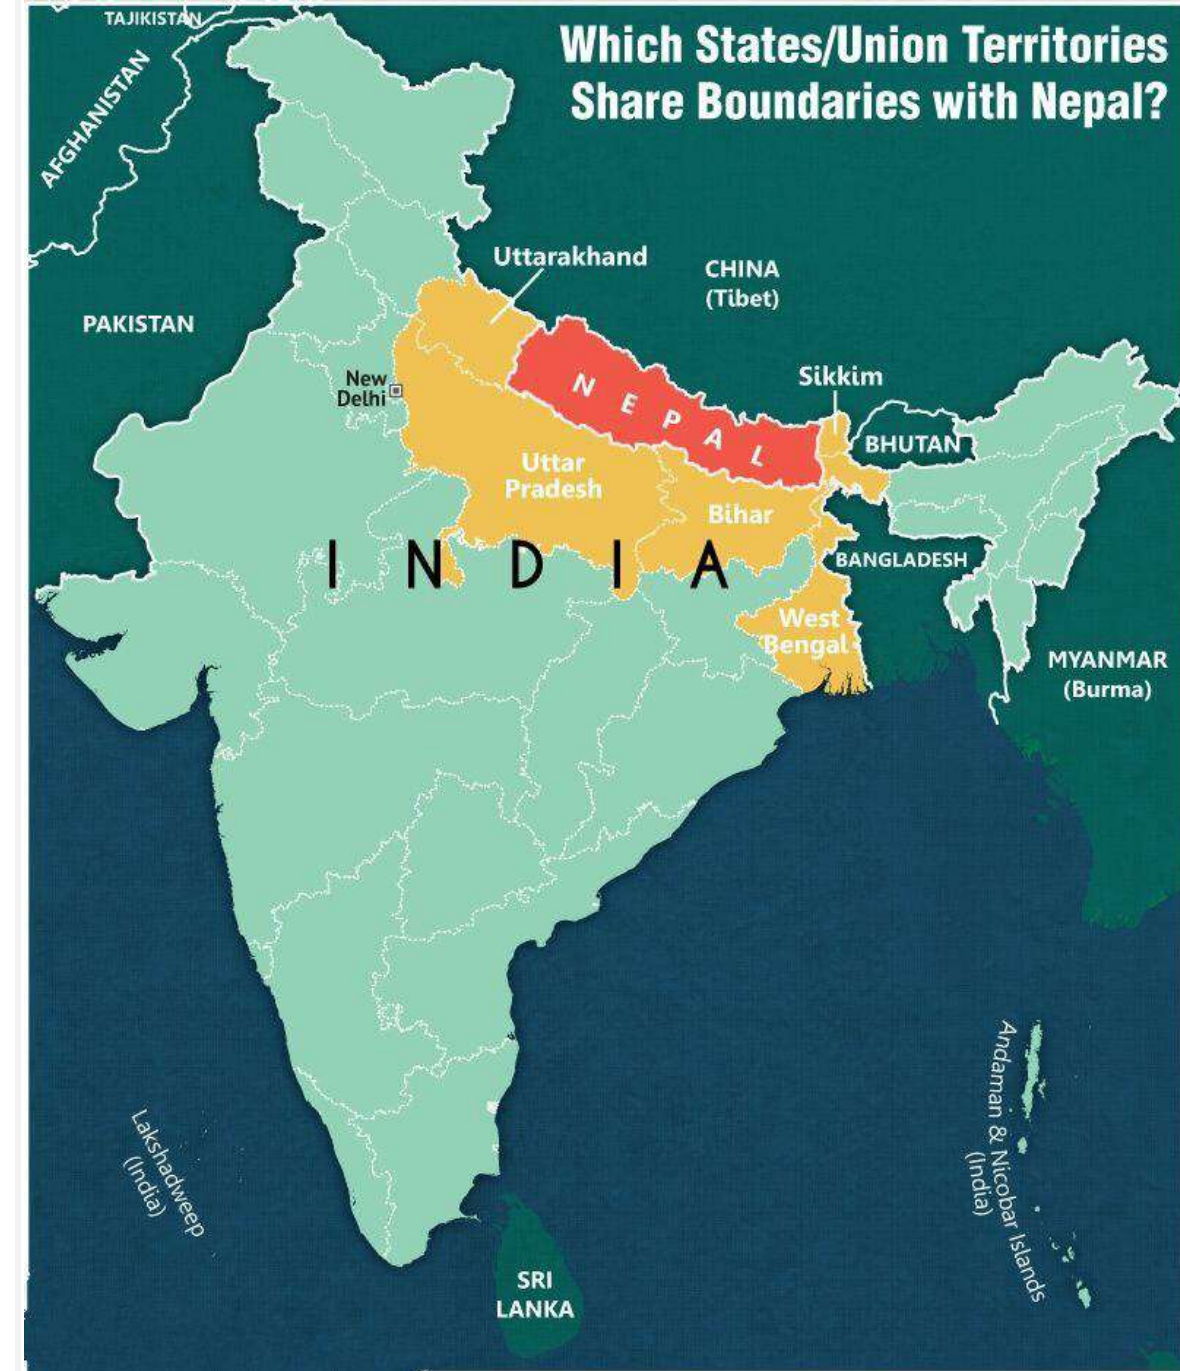 TAJIKISTAN
Which States/Union Territories
Share Boundaries with Nepal?
AFGHANISTAN
Uttarakhand
CHINA
(Tibet)
PAKISTAN
New
Delhi
NEPAL
Sikkim
BHUTAN
Uttar
Pradesh
Bihar
INDIA
BANGLADESH
West
Bengal
MYANMAR
(Burma)
Lakshadweep
(India)
Andaman & Nicobar Islands
(India)
SRI
LANKA